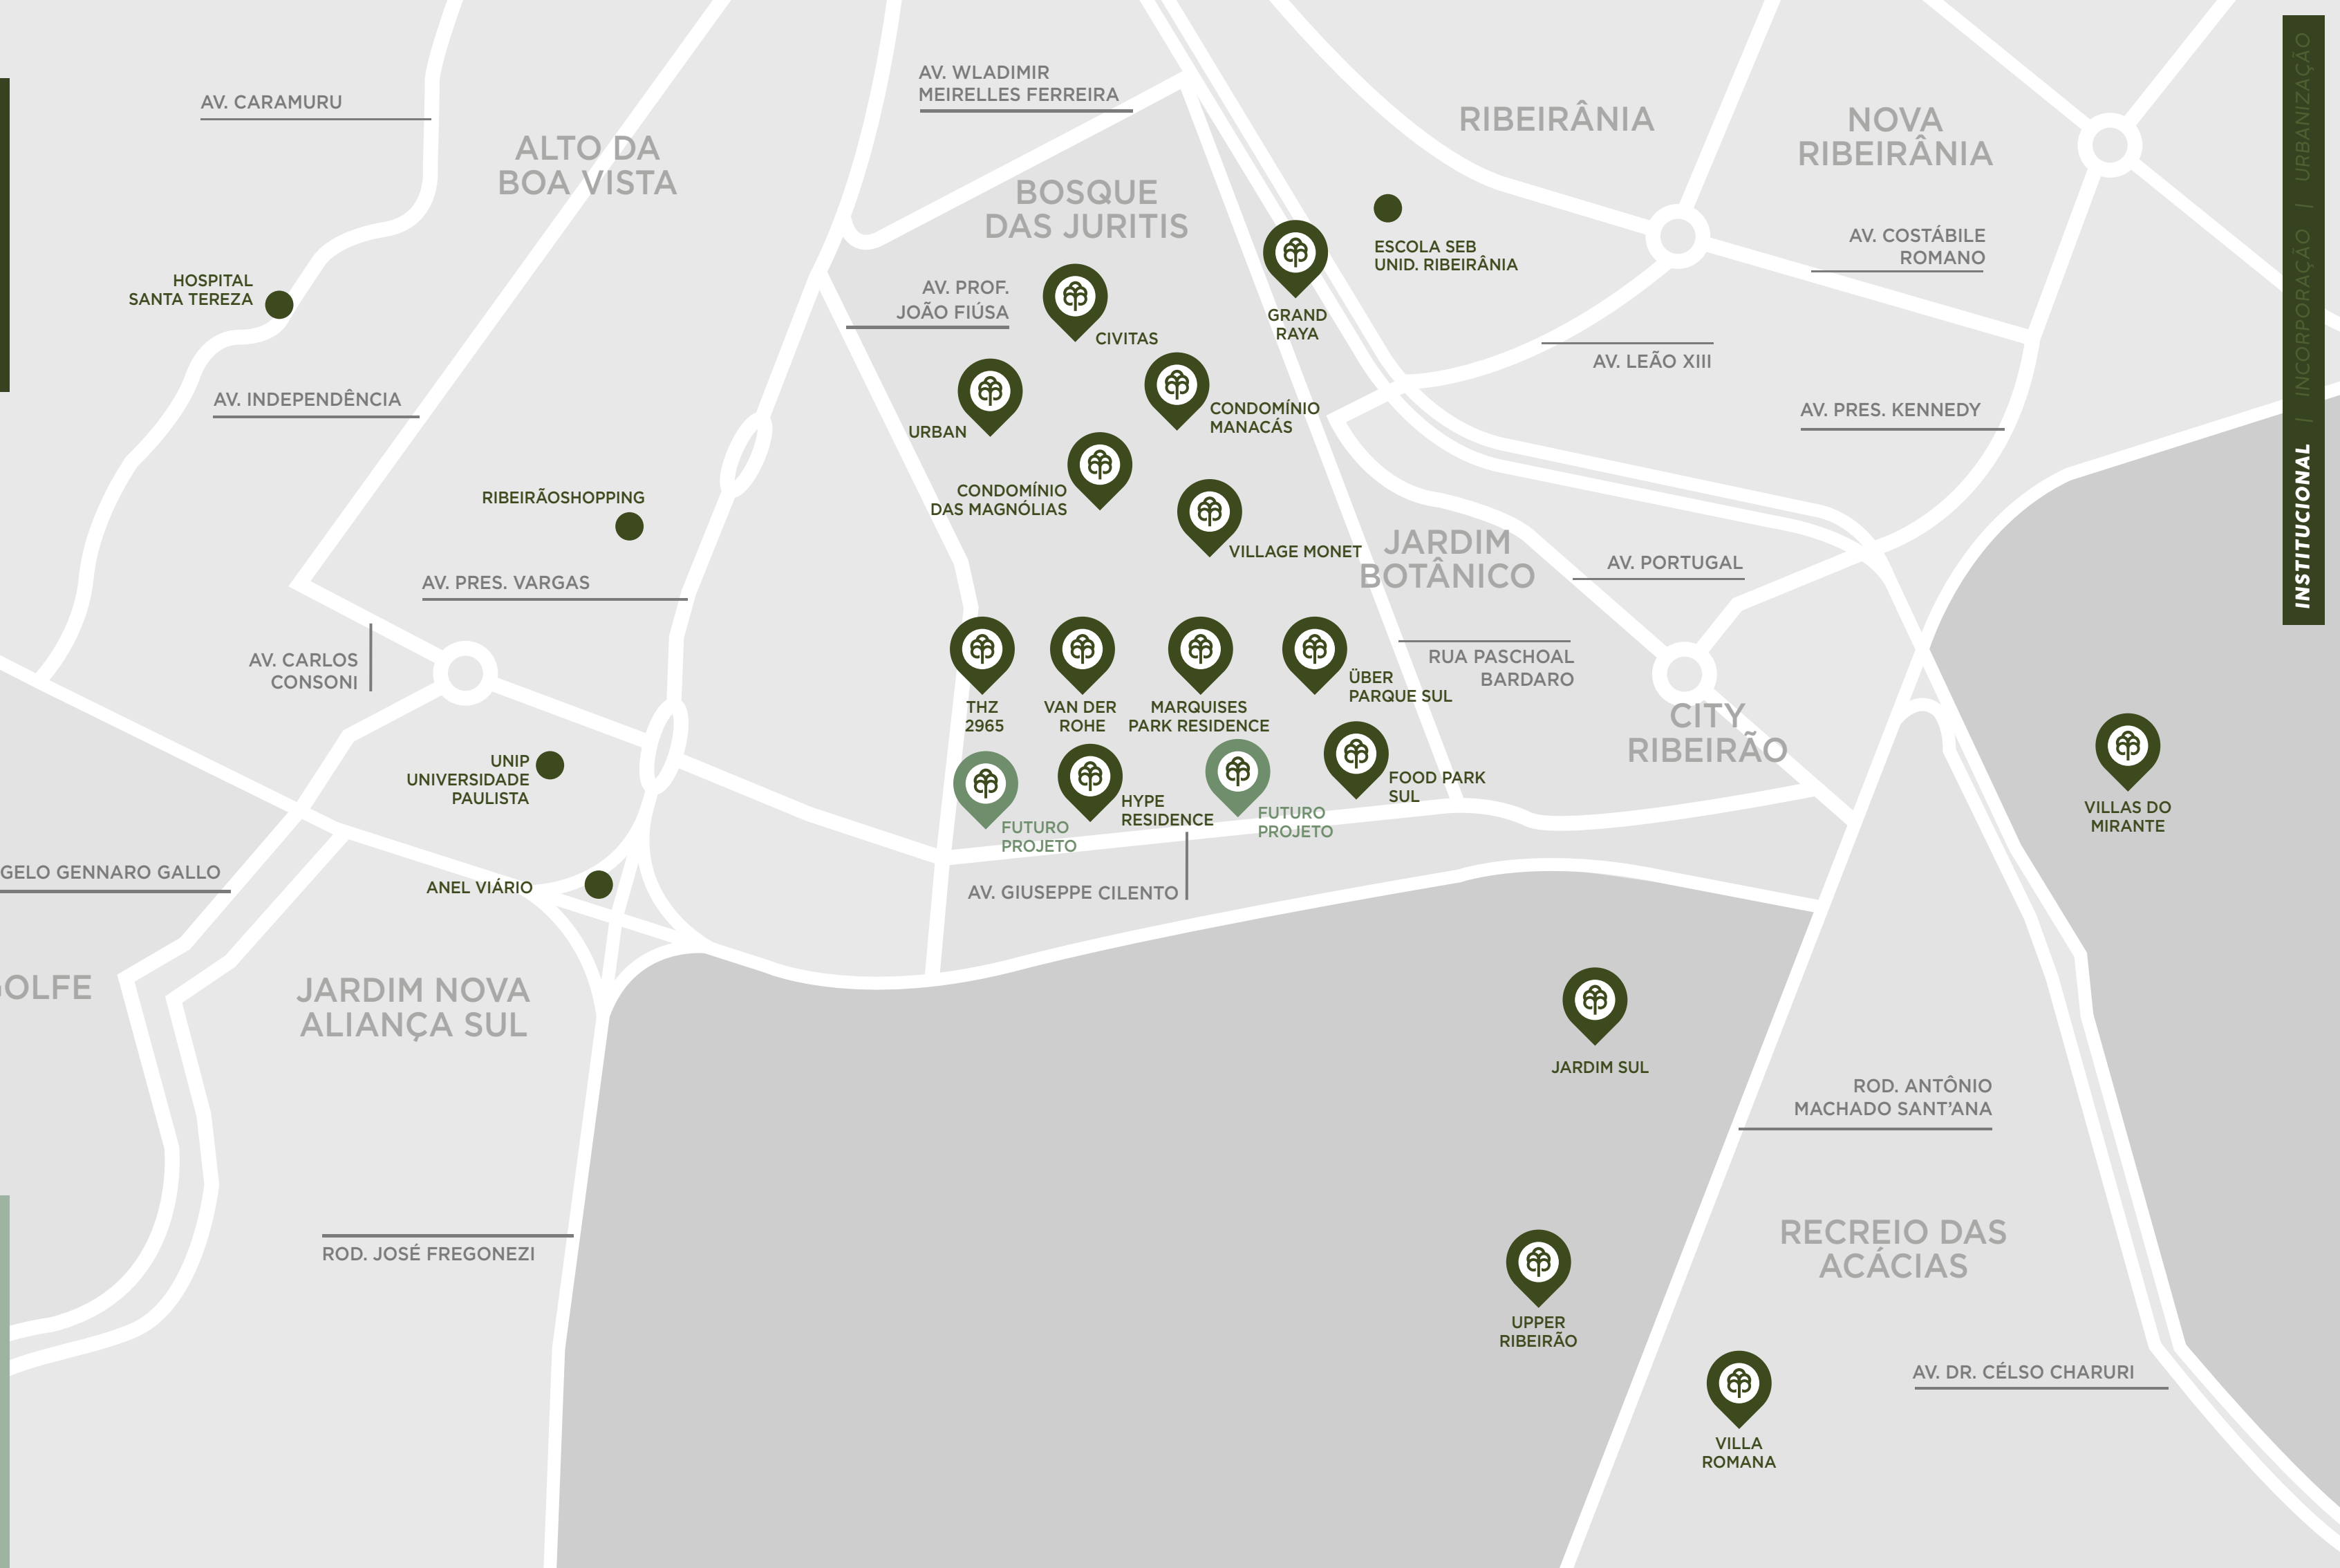 AV. CARAMURU
AV. WLADIMIR
MEIRELLES FERREIRA
RIBEIRÂNIA
NOVA
RIBEIRÂNIA
ALTO DA
BOA VISTA
BOSQUE
DAS JURITIS
ESCOLA SEB
UNID. RIBEIRÂNIA
AV. COSTÁBILE
ROMANO
HOSPITAL
SANTA TEREZA
AV. PROF.
JOÃO FIÚSA
CIVITAS
GRAND
RAYA
AV. LEÃO XIII
AV. INDEPENDÊNCIA
URBAN
CONDOMÍNIO
MANACÁS
AV. PRES. KENNEDY
RIBEIRÃOSHOPPING
CONDOMÍNIO
DAS MAGNÓLIAS
VILLAGE MONET
JARDIM
BOTÂNICO
AV. PORTUGAL
AV. PRES. VARGAS
AV. CARLOS
CONSONI
RUA PASCHOAL
BARDARO
THZ
2965
VAN DER
ROHE
MARQUISES
PARK RESIDENCE
ÜBER
PARQUE SUL
CITY
RIBEIRÃO
UNIP
UNIVERSIDADE
PAULISTA
FUTURO
PROJETO
HYPE
RESIDENCE
FUTURO
PROJETO
FOOD PARK
SUL
VILLAS DO
MIRANTE
GELO GENNARO GALLO
ANEL VIÁRIO
AV. GIUSEPPE CILENTO
OLFE
JARDIM NOVA
ALIANÇA SUL
JARDIM SUL
ROD. ANTÔNIO
MACHADO SANT'ANA
ROD. JOSÉ FREGONEZI
RECREIO DAS
ACÁCIAS
UPPER
RIBEIRÃO
AV. DR. CÉLSO CHARURI
VILLA
ROMANA
INSTITUCIONAL | INCORPORAÇÃO | URBANIZAÇÃO